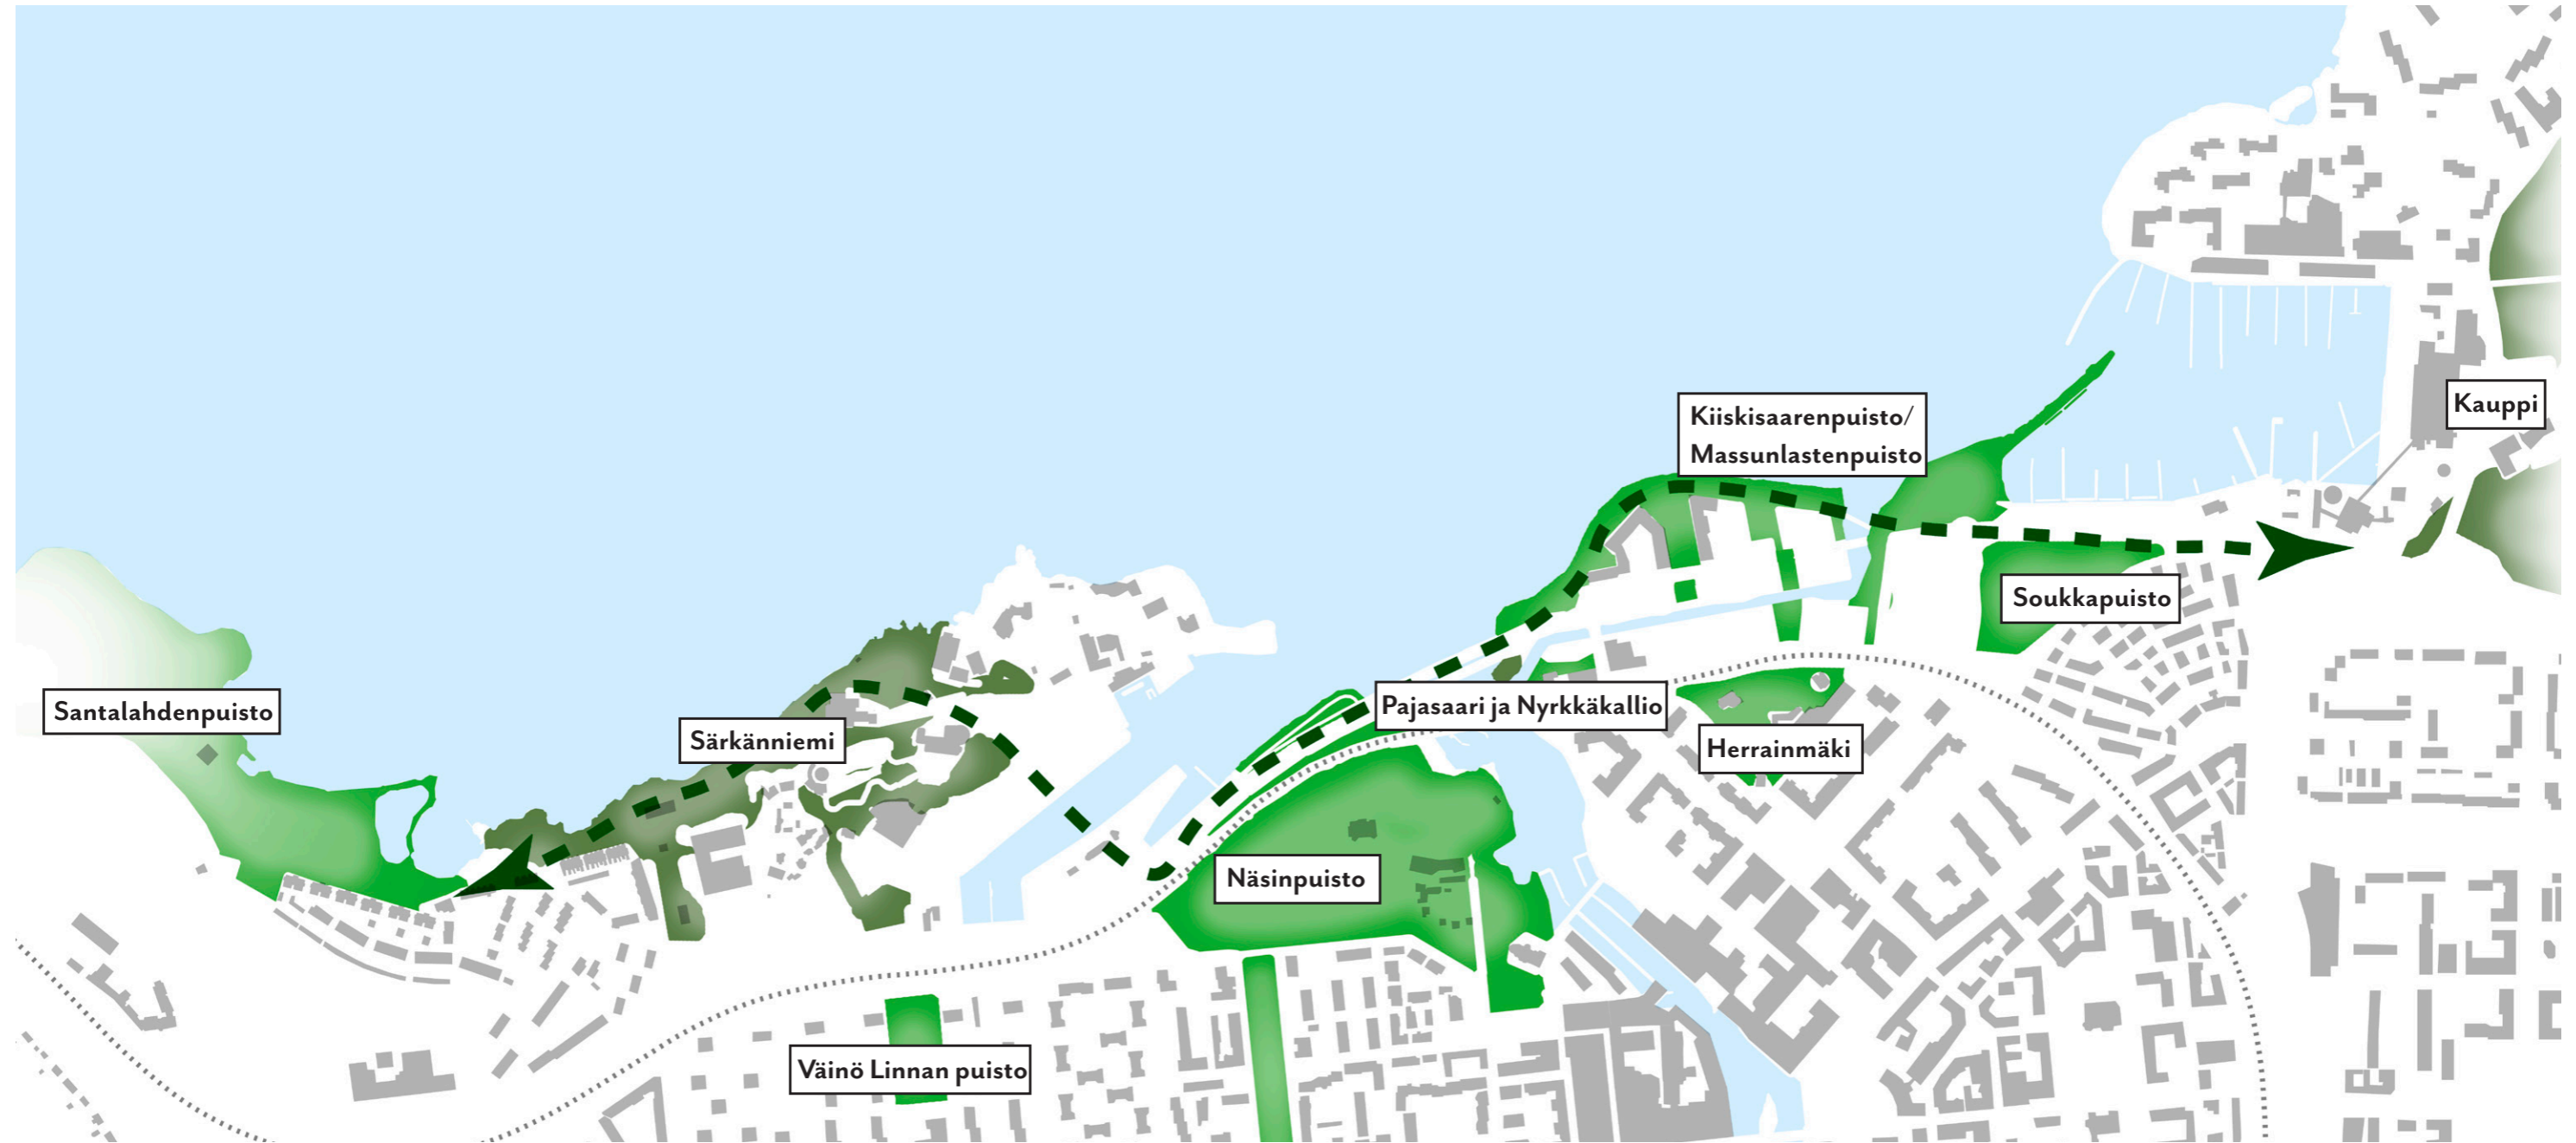 Kiiskisaarenpuisto/
Massunlastenpuisto
Kauppi
Soukkapuisto
Santalahdenpuisto
Särkänniemi
Pajasaari ja Nyrkkäkallio
Herrainmäki
Näsinpuisto
Väinö Linnan puisto